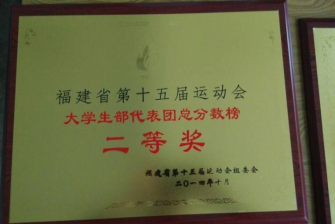 福建省第十五届运动会
大学生部代表团总分数榜
二等奖
福建省第十五届运动会组委会
二〇一四年十月